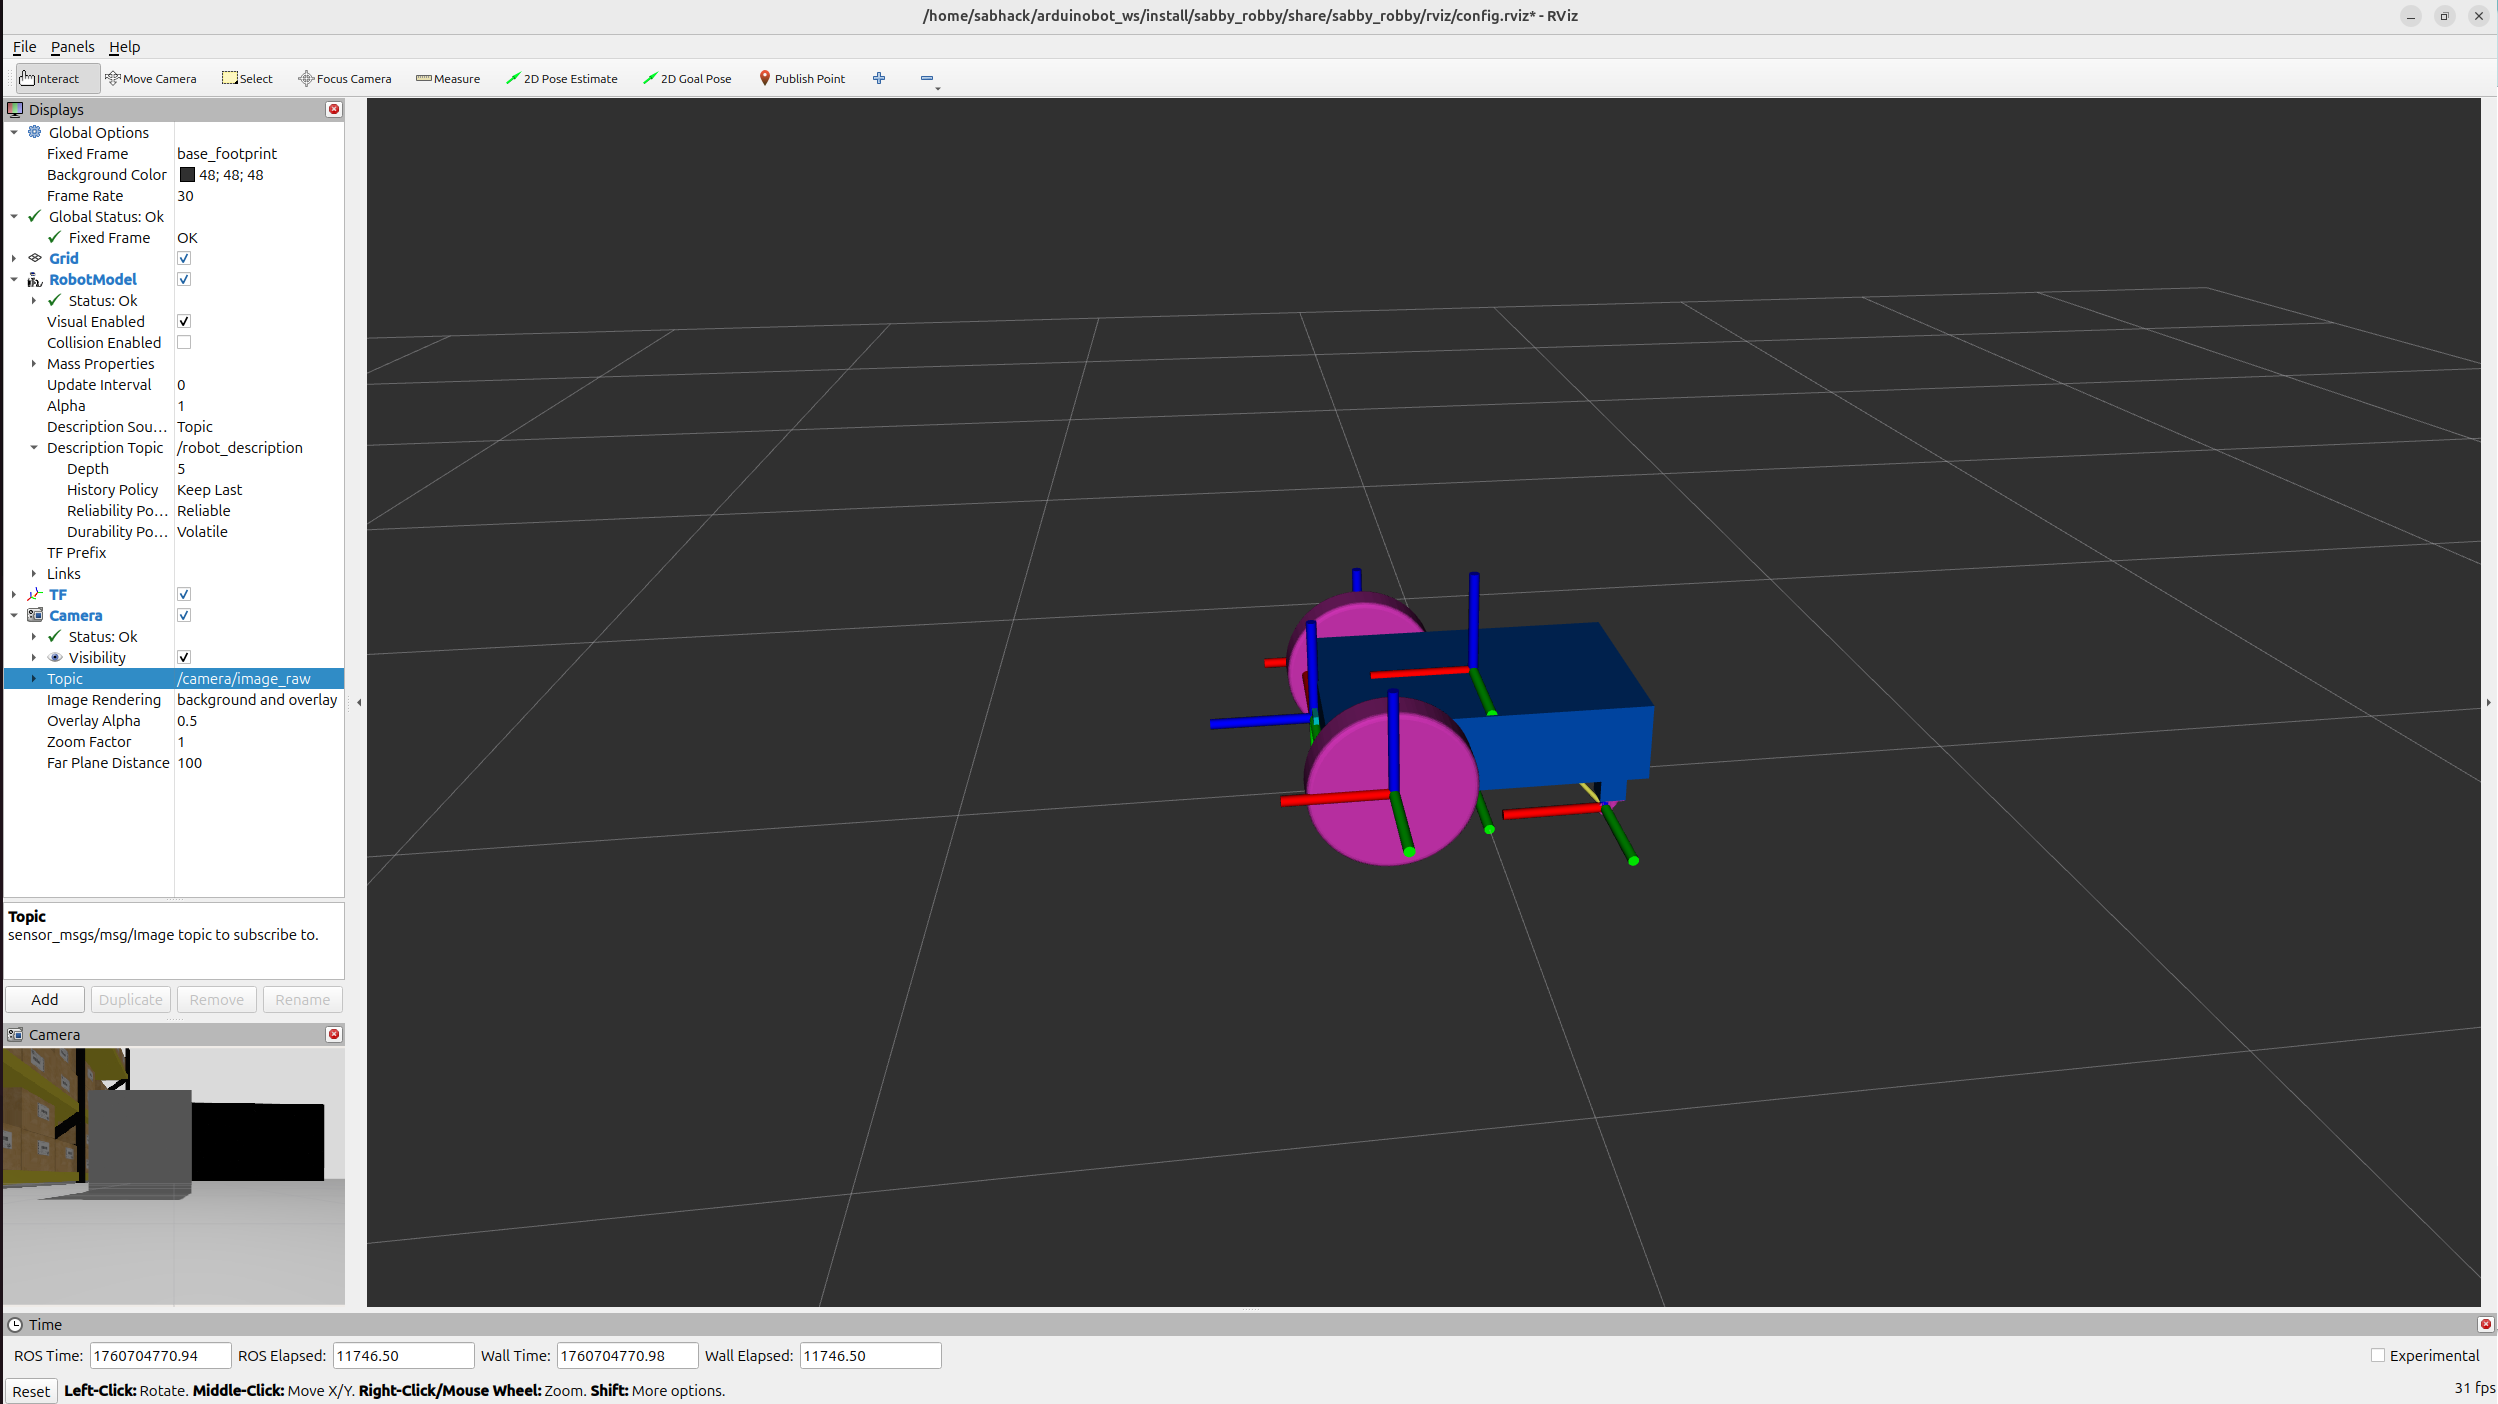 /home/sabhack/arduinobot_ws/install/sabby_robby/share/sabby_robby/rviz/config.rviz* - RViz
File Panels Help
Interact Move Camera Select Focus Camera Measure 2D Pose Estimate 2D Goal Pose Publish Point
Displays
Global Options
Fixed Frame base_footprint
Background Color 48; 48; 48
Frame Rate 30
Global Status: Ok
Fixed Frame OK
Grid
RobotModel
Status: Ok
Visual Enabled
Collision Enabled
Mass Properties
Update Interval 0
Alpha 1
Description Sou... Topic
Description Topic /robot_description
Depth 5
History Policy Keep Last
Reliability Po... Reliable
Durability Po... Volatile
TF Prefix
Links
TF
Camera
Status: Ok
Visibility
Topic /camera/image_raw
Image Rendering background and overlay
Overlay Alpha 0.5
Zoom Factor 1
Far Plane Distance 100
Topic
sensor_msgs/msg/Image topic to subscribe to.
Add Duplicate Remove Rename
Camera
Time
ROS Time: 1760704770.94 ROS Elapsed: 11746.50 Wall Time: 1760704770.98 Wall Elapsed: 11746.50 Experimental
Reset Left-Click: Rotate. Middle-Click: Move X/Y. Right-Click/Mouse Wheel: Zoom. Shift: More options. 31 fps